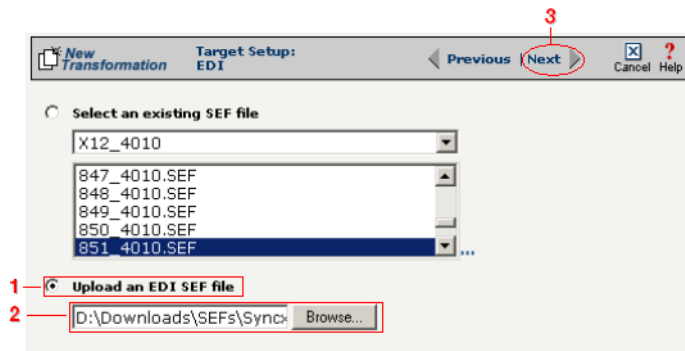 3
New Transformation
Target Setup:
EDI
Previous | Next
Cancel Help
Select an existing SEF file
X12_4010
847_4010.SEF
848_4010.SEF
849_4010.SEF
850_4010.SEF
851_4010.SEF
...
1 Upload an EDI SEF file
2 D:\Downloads\SEFs\Sync Browse...